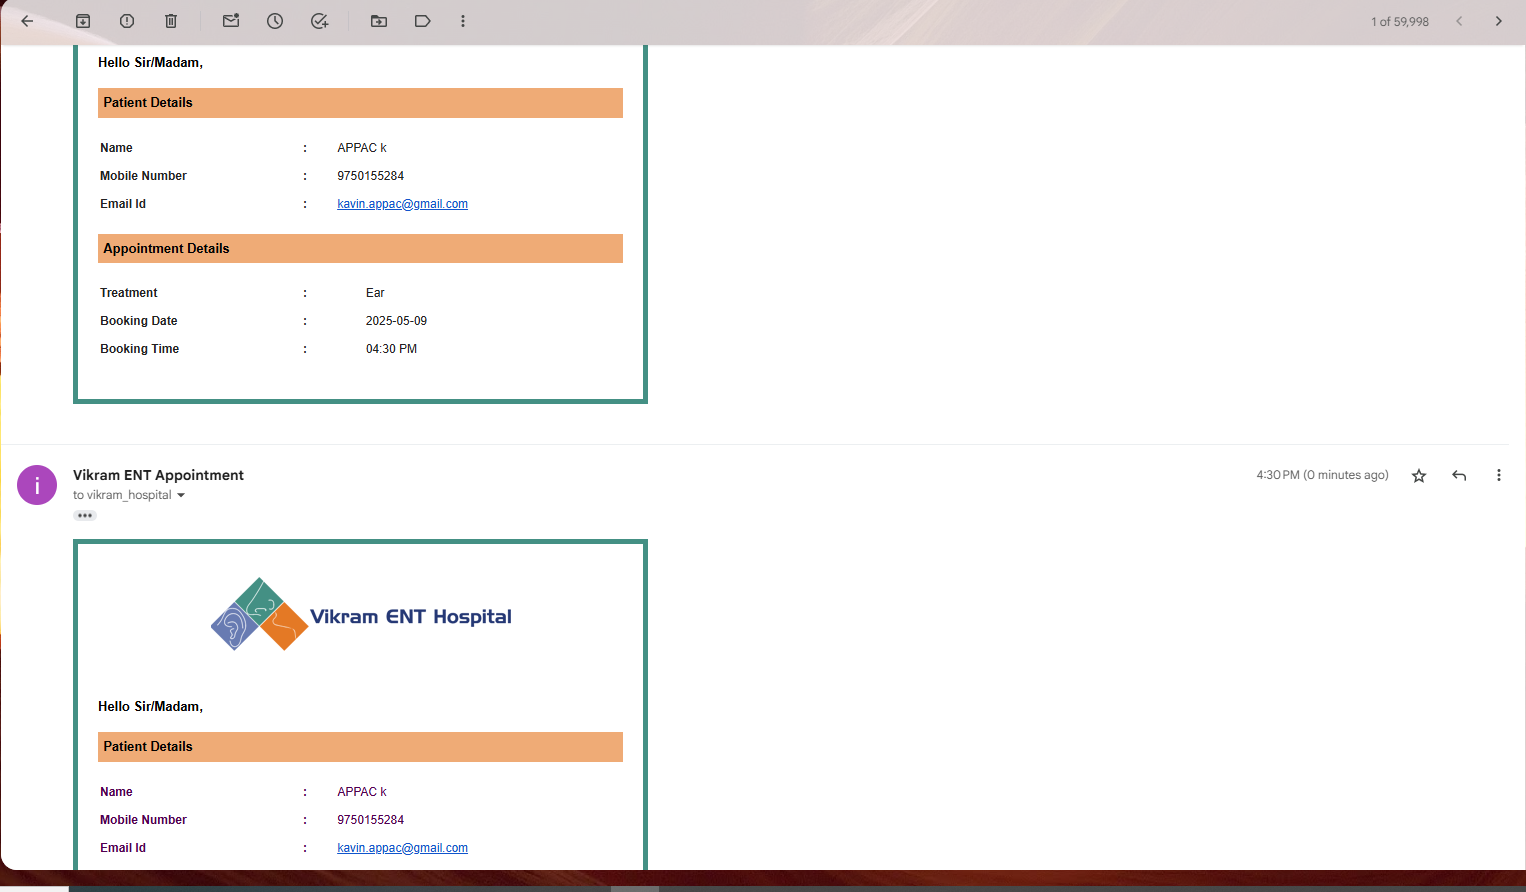 1 of 59,998
Hello Sir/Madam,
Patient Details
Name : APPAC k
Mobile Number : 9750155284
Email Id : kavin.appac@gmail.com
Appointment Details
Treatment : Ear
Booking Date : 2025-05-09
Booking Time : 04:30 PM
i
Vikram ENT Appointment
4:30 PM (0 minutes ago)
to vikram_hospital
Vikram ENT Hospital
Hello Sir/Madam,
Patient Details
Name : APPAC k
Mobile Number : 9750155284
Email Id : kavin.appac@gmail.com